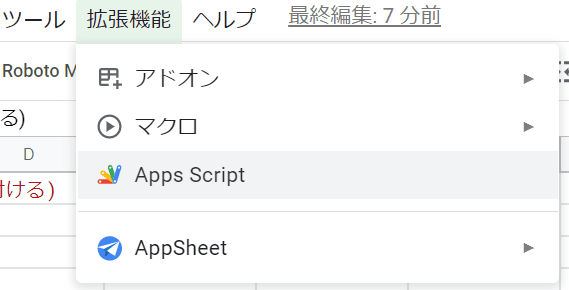 ツール 拡張機能 ヘルプ 最終編集: 7 分前
Roboto M
アドオン
る)
マクロ
D
Apps Script
ける)
AppSheet